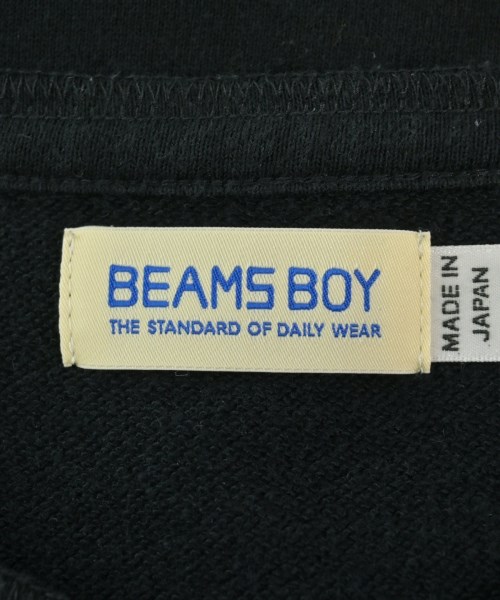 BEAMS BOY
THE STANDARD OF DAILY WEAR
MADE IN
JAPAN